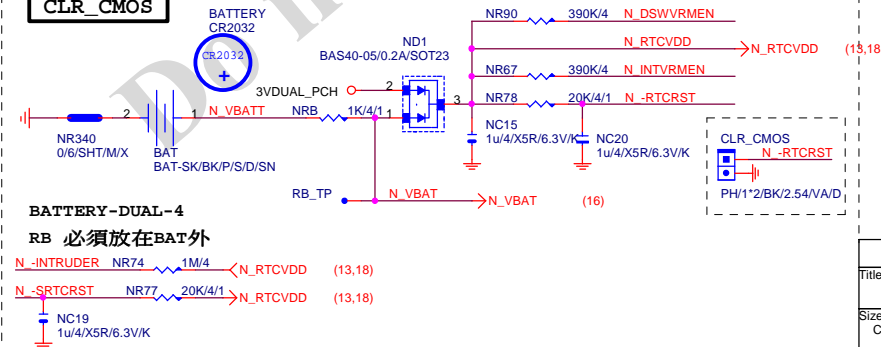 CLR_CMOS
BATTERY
CR2032
CR2032
+
Do n
ND1
BAS40-05/0.2A/SOT23
3VDUAL_PCH
2
1
3
NR90
390K/4
N_DSWVRMEN
N_RTCVDD
N_RTCVDD
(13,18
NR67
390K/4
N_INTVRMEN
NR78
20K/4/1
N_-RTCRST
2
1
N_VBATT
NRB
1K/4/1
NR340
0/6/SHT/M/X
BAT
BAT-SK/BK/P/S/D/SN
NC15
1u/4/X5R/6.3V/K
NC20
1u/4/X5R/6.3V/K
CLR_CMOS
N_-RTCRST
PH/1*2/BK/2.54/VA/D
RB_TP
N_VBAT
N_VBAT
(16)
BATTERY-DUAL-4
RB 必須放在BAT外
N_-INTRUDER
NR74
1M/4
N_RTCVDD
(13,18)
N_-SRTCRST
NR77
20K/4/1
N_RTCVDD
(13,18)
NC19
1u/4/X5R/6.3V/K
Title
Size
C